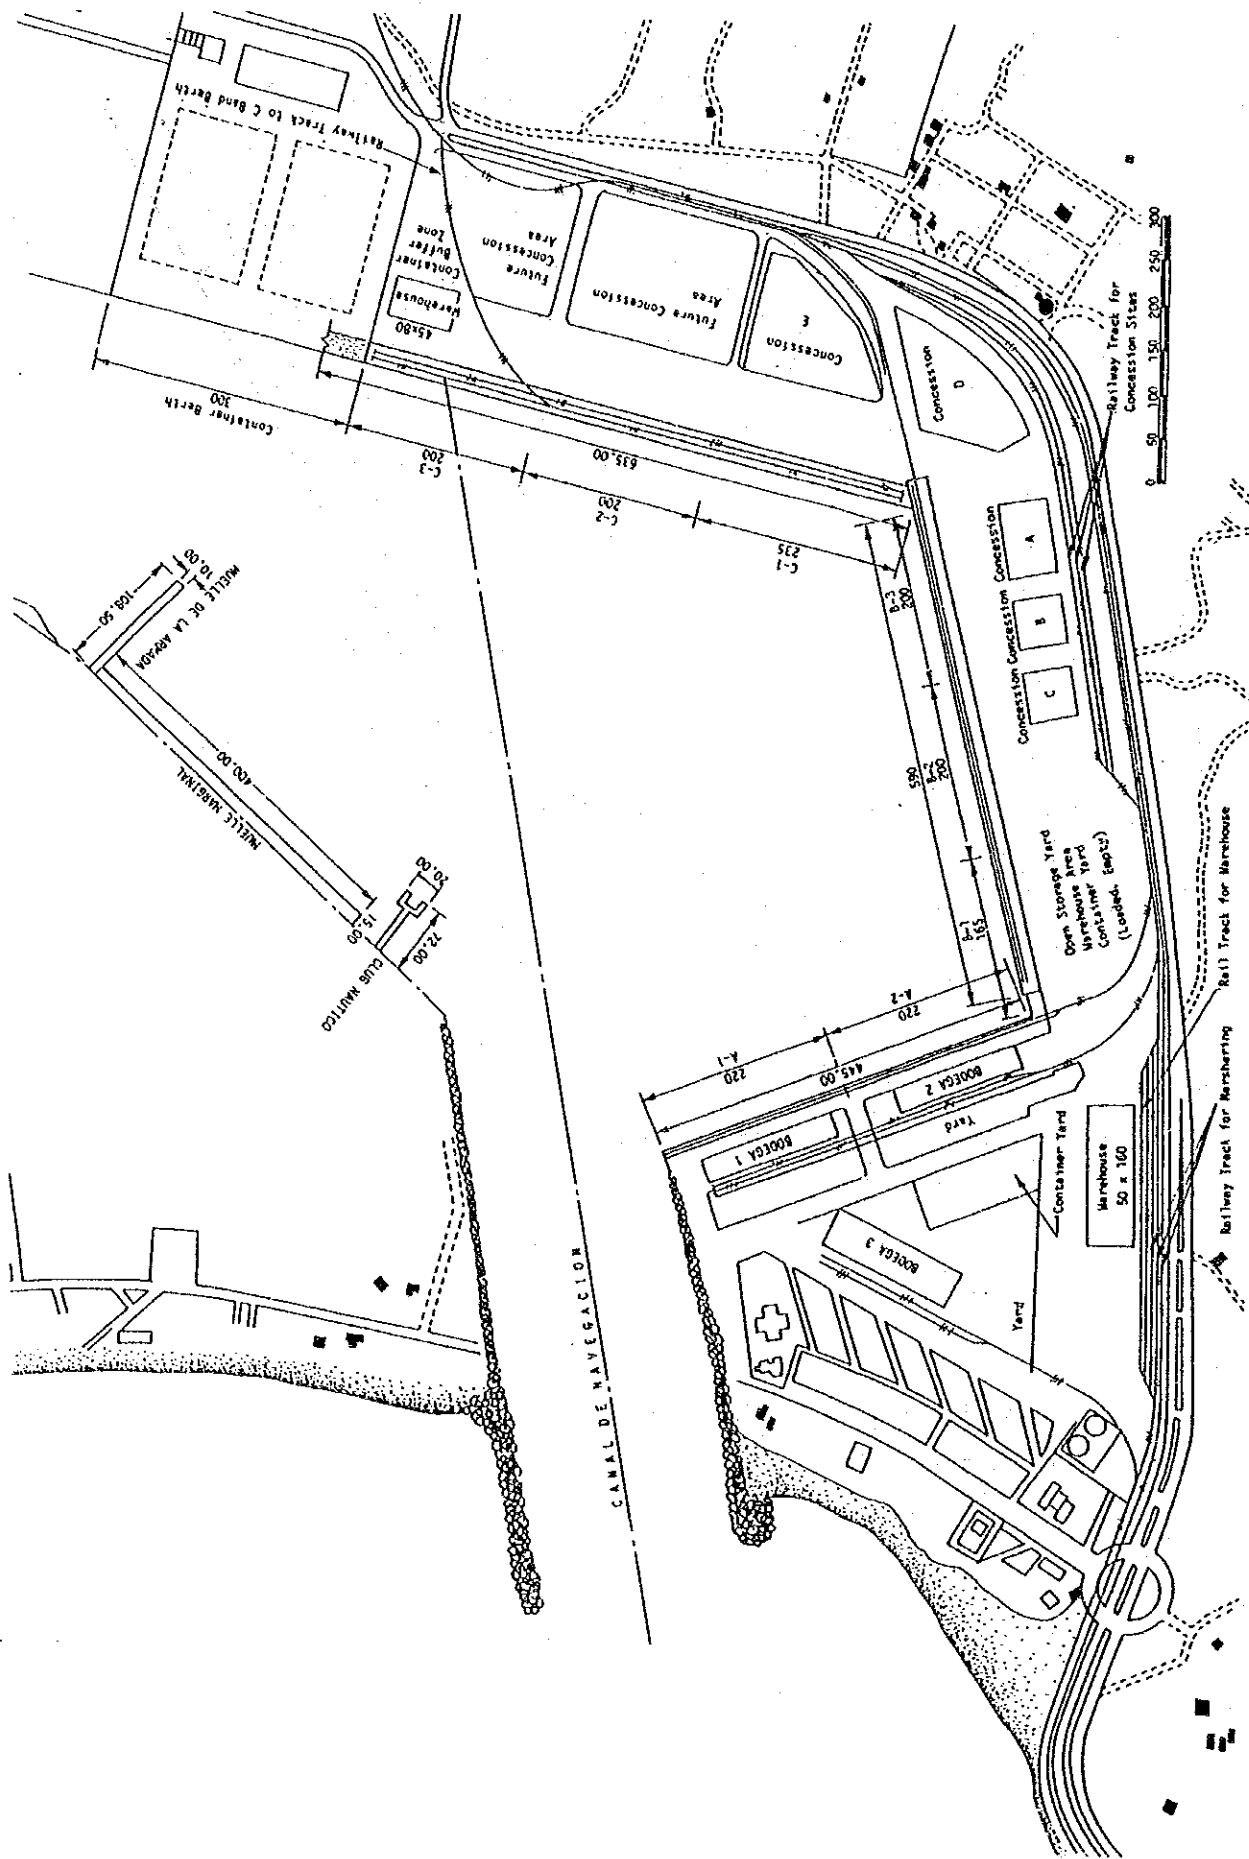 Railway Track to C Band Berth
Container
Buffer
Zone
Warehouse
45x80
Future
Concession
Area
Future Concession
Area
Concession
E
Concession
D
Container Berth
300
C-3
200
635.00
C-2
200
C-1
235
B-3
200
590
B-2
200
B-1
165
A-2
220
A-1
220
445.00
MUELLE DE LA ARMADA
10.00
108.50
400.00
MUELLE MARGINAL
15.00
20.00
72.00
CLUB NAUTICO
CANAL DE NAVEGACION
Concession
A
Concession
B
Concession
C
Railway Track for
Concession Sites
0 50 100 150 200 250 300
Open Storage Yard
Warehouse Area
Container Yard
(Loaded, Empty)
BODEGA 1
BODEGA 2
BODEGA 3
Yard
Container Yard
Yard
Warehouse
50 x 160
Railway Track for Marshering
Rail Track for Warehouse